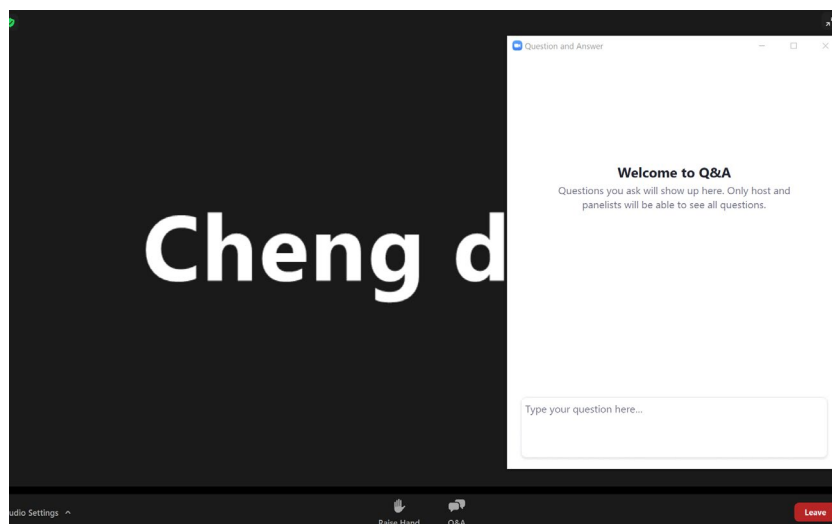 Question and Answer
Welcome to Q&A
Questions you ask will show up here. Only host and
panelists will be able to see all questions.
Cheng d
Type your question here...
udio Settings
Raise Hand
Q&A
Leave